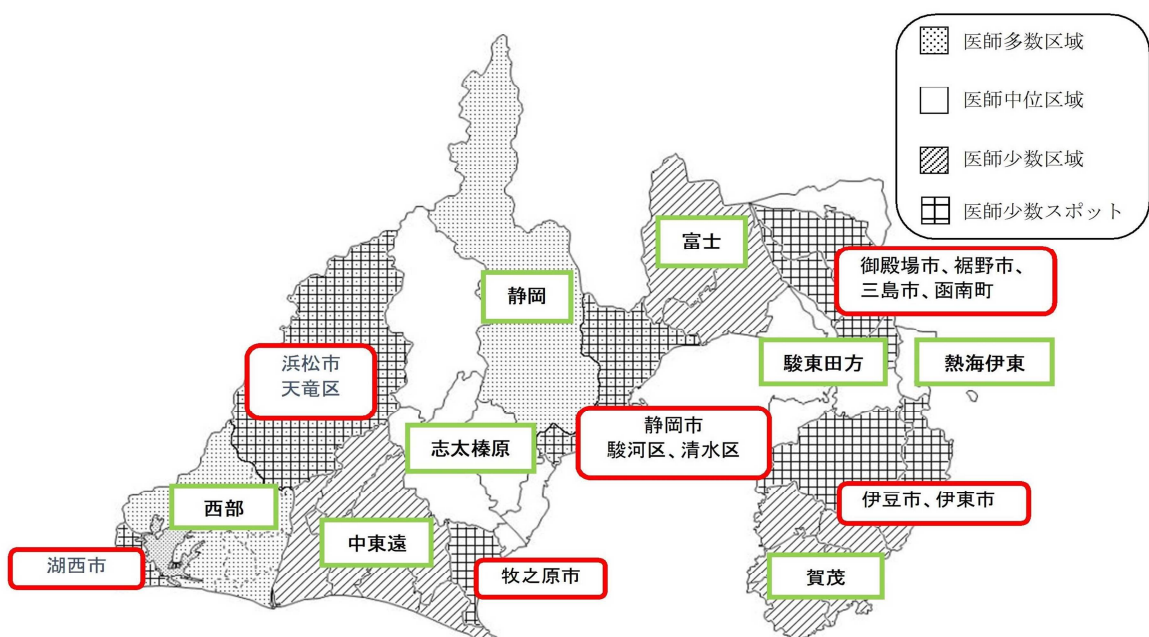 医師多数区域
医師中位区域
医師少数区域
医師少数スポット
富士
御殿場市、裾野市、
三島市、函南町
静岡
駿東田方
熱海伊東
浜松市
天竜区
静岡市
駿河区、清水区
志太榛原
伊豆市、伊東市
西部
中東遠
湖西市
牧之原市
賀茂